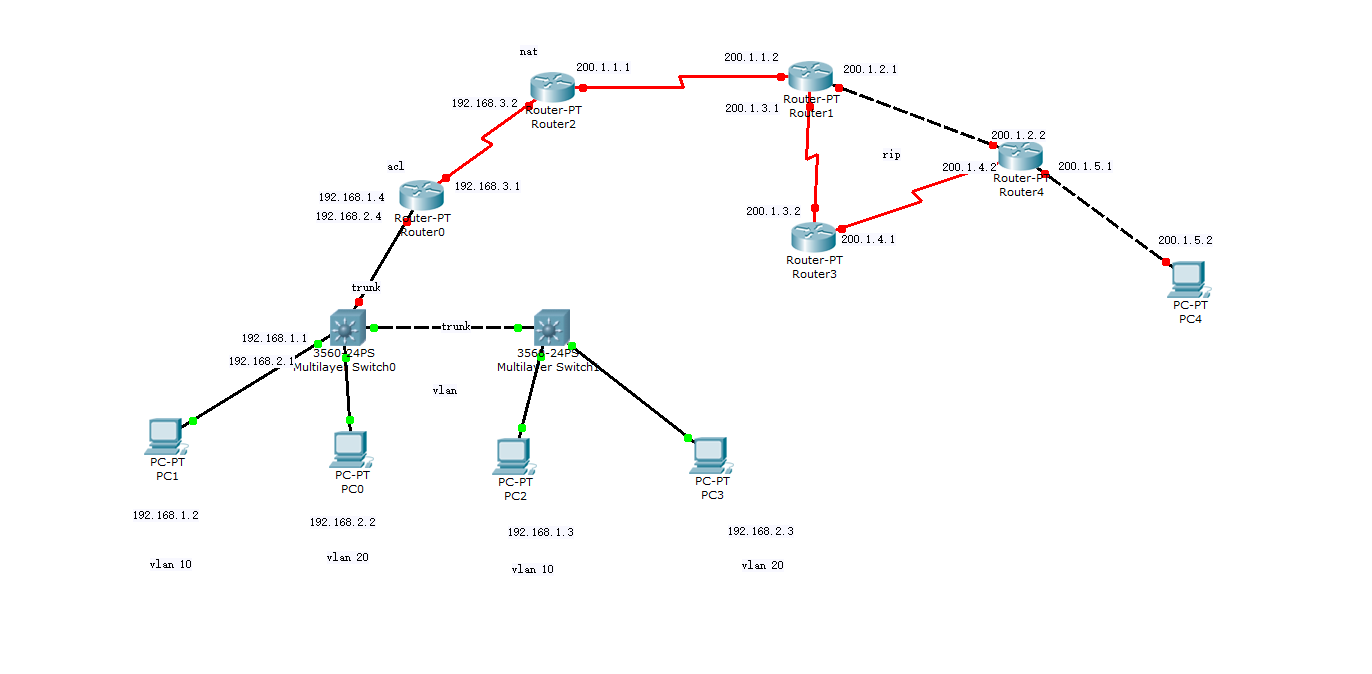 nat
200.1.1.1
200.1.1.2
200.1.2.1
192.168.3.2
Router-PT
Router2
Router-PT
Router1
200.1.3.1
200.1.2.2
rip
acl
192.168.3.1
200.1.4.2
200.1.5.1
Router-PT
Router4
192.168.1.4
192.168.2.4
Router-PT
Router0
200.1.3.2
200.1.4.1
Router-PT
Router3
200.1.5.2
PC-PT
PC4
trunk
trunk
192.168.1.1
192.168.2.1
3560-24PS
Multilayer Switch0
3560-24PS
Multilayer Switch1
vlan
PC-PT
PC1
PC-PT
PC0
PC-PT
PC2
PC-PT
PC3
192.168.1.2
192.168.2.2
192.168.1.3
192.168.2.3
vlan 10
vlan 20
vlan 10
vlan 20